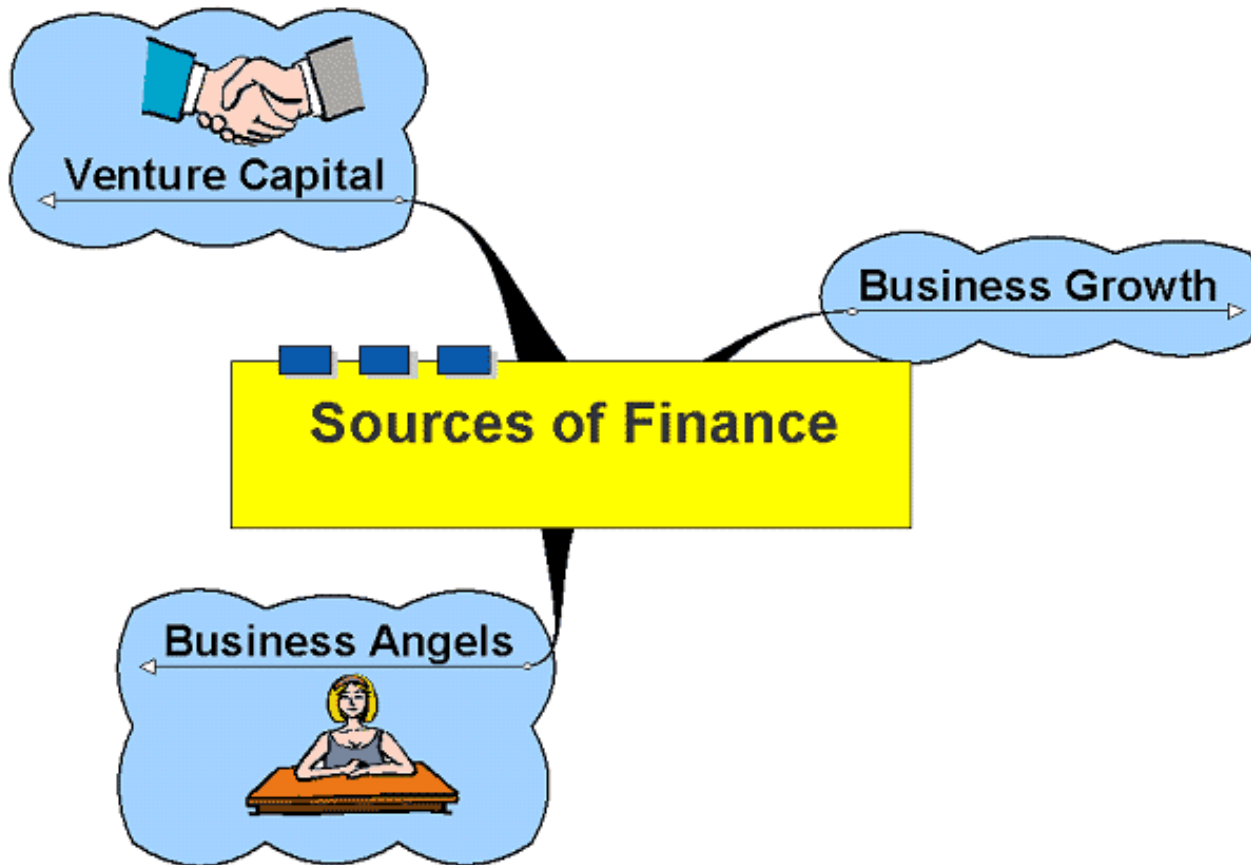 Venture Capital
Business Growth
Sources of Finance
Business Angels